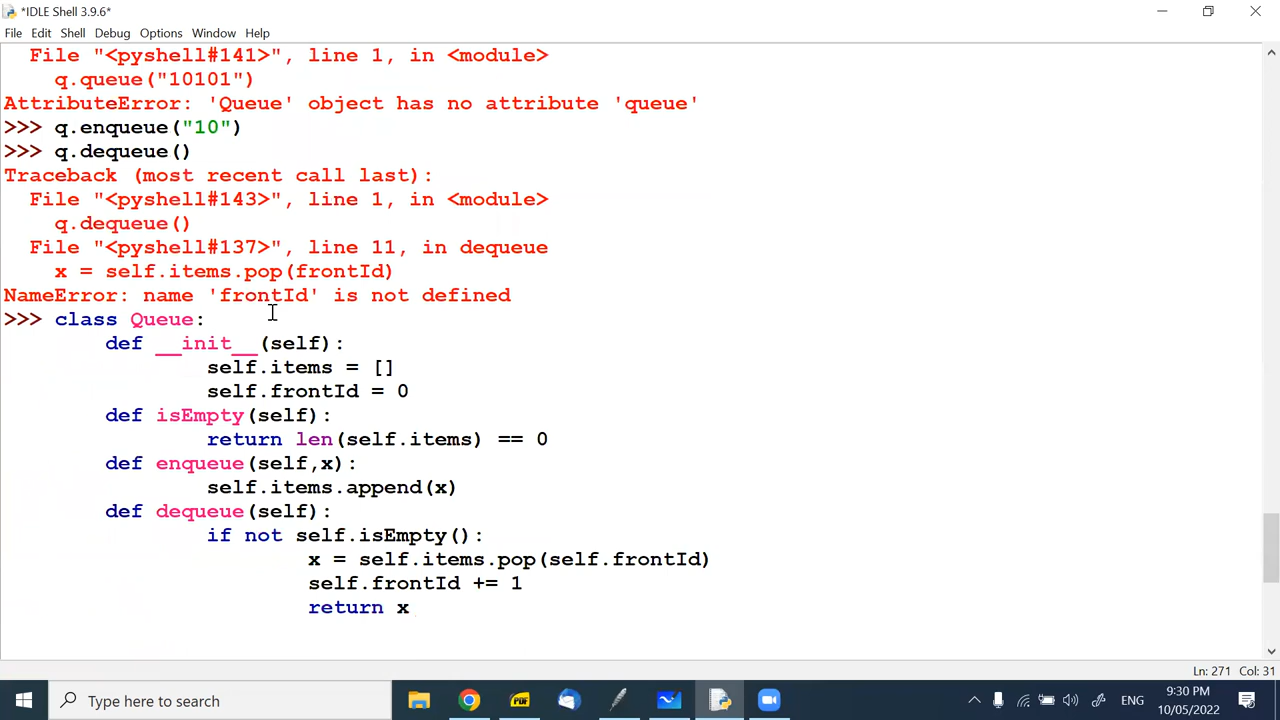 *IDLE Shell 3.9.6*
File Edit Shell Debug Options Window Help
  File "<pyshell#141>", line 1, in <module>
    q.queue("10101")
AttributeError: 'Queue' object has no attribute 'queue'
>>> q.enqueue("10")
>>> q.dequeue()
Traceback (most recent call last):
  File "<pyshell#143>", line 1, in <module>
    q.dequeue()
  File "<pyshell#137>", line 11, in dequeue
    x = self.items.pop(frontId)
NameError: name 'frontId' is not defined
>>> class Queue:
        def __init__(self):
                self.items = []
                self.frontId = 0
        def isEmpty(self):
                return len(self.items) == 0
        def enqueue(self,x):
                self.items.append(x)
        def dequeue(self):
                if not self.isEmpty():
                        x = self.items.pop(self.frontId)
                        self.frontId += 1
                        return x
Ln: 271 Col: 31
Type here to search
PDF
ENG
9:30 PM
10/05/2022